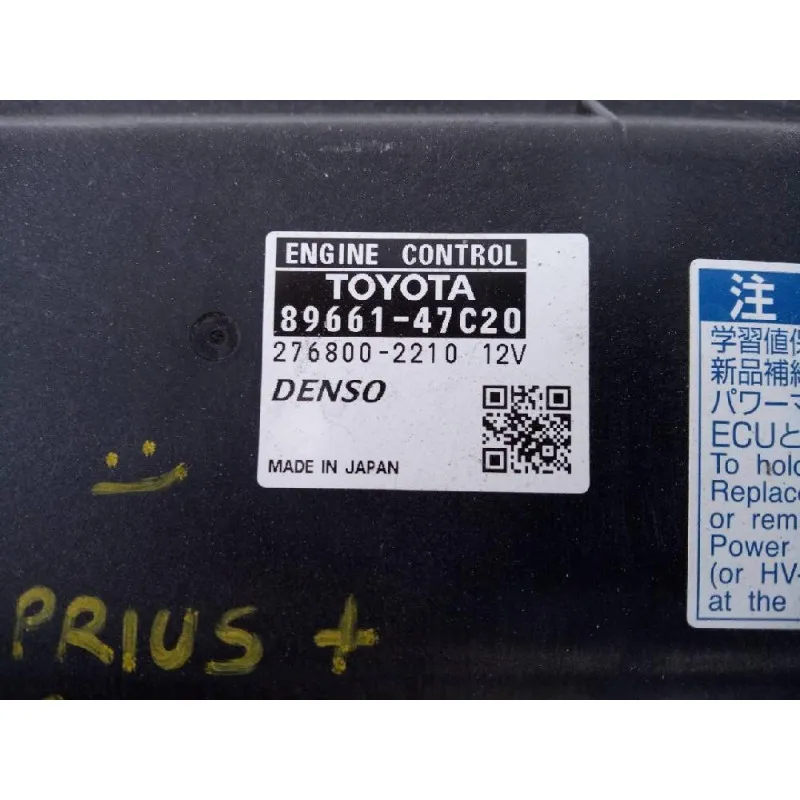 ENGINE CONTROL
TOYOTA
89661-47C20
276800-2210 12V
DENSO
MADE IN JAPAN
注
学習値保
新品補給
パワーマ
ECUと
To hold
Replace
or rem
Power
(or HV-
at the
PRIUS +